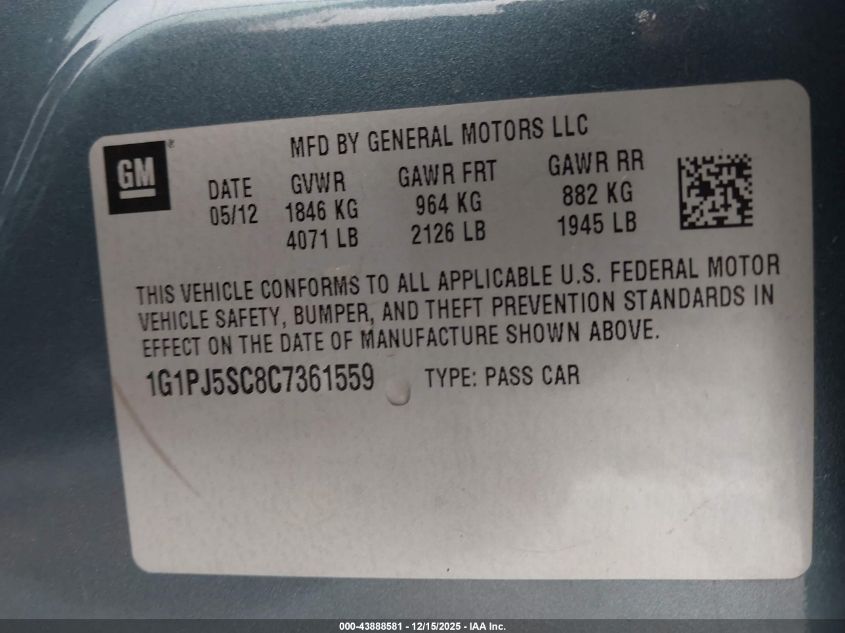 MFD BY GENERAL MOTORS LLC
GM®
DATE GVWR GAWR FRT GAWR RR
05/12 1846 KG 964 KG 882 KG
4071 LB 2126 LB 1945 LB
THIS VEHICLE CONFORMS TO ALL APPLICABLE U.S. FEDERAL MOTOR
VEHICLE SAFETY, BUMPER, AND THEFT PREVENTION STANDARDS IN
EFFECT ON THE DATE OF MANUFACTURE SHOWN ABOVE.
1G1PJ5SC8C7361559 TYPE: PASS CAR
000-43888581 - 12/15/2025 - IAA Inc.